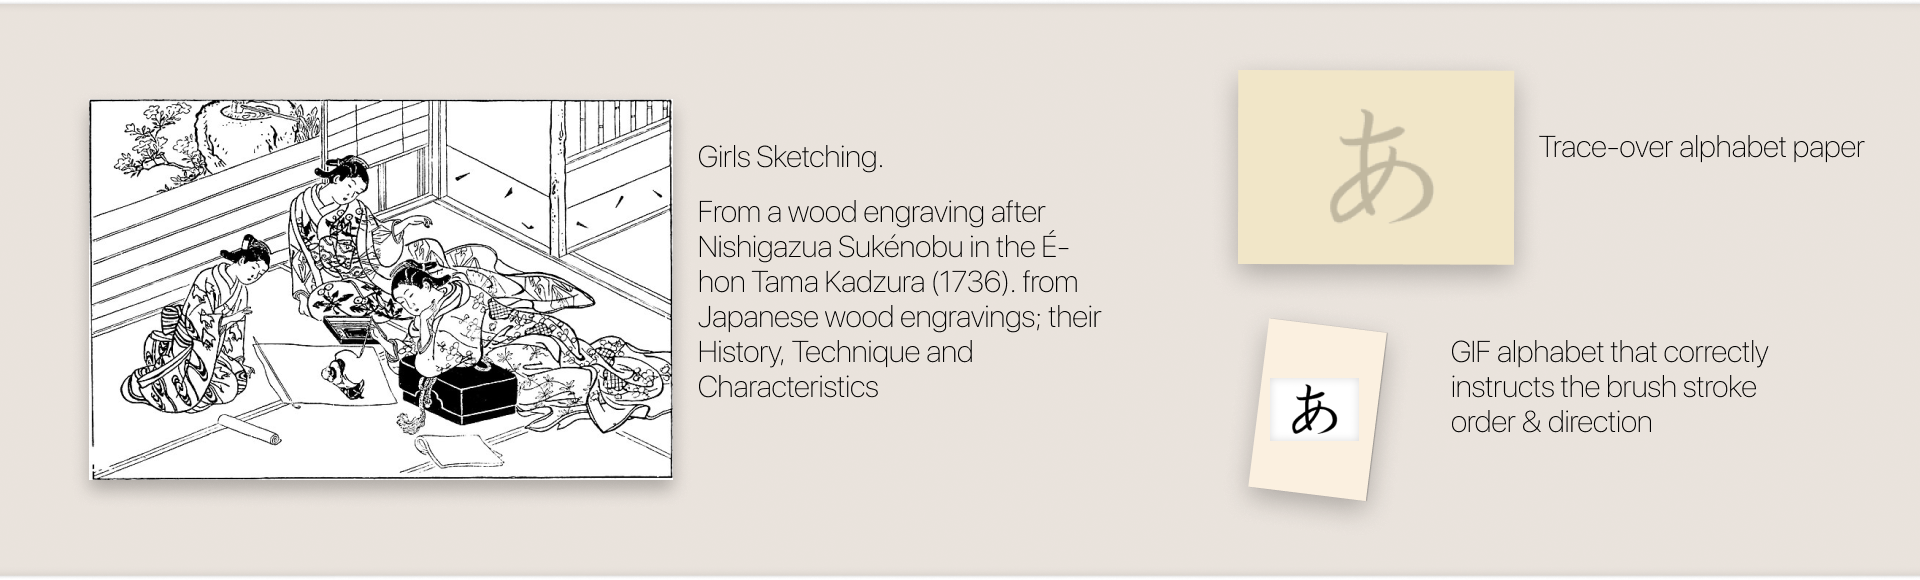 Girls Sketching.
From a wood engraving after
Nishigazua Sukénobu in the É-
hon Tama Kadzura (1736). from
Japanese wood engravings; their
History, Technique and
Characteristics
あ
Trace-over alphabet paper
あ
GIF alphabet that correctly
instructs the brush stroke
order & direction